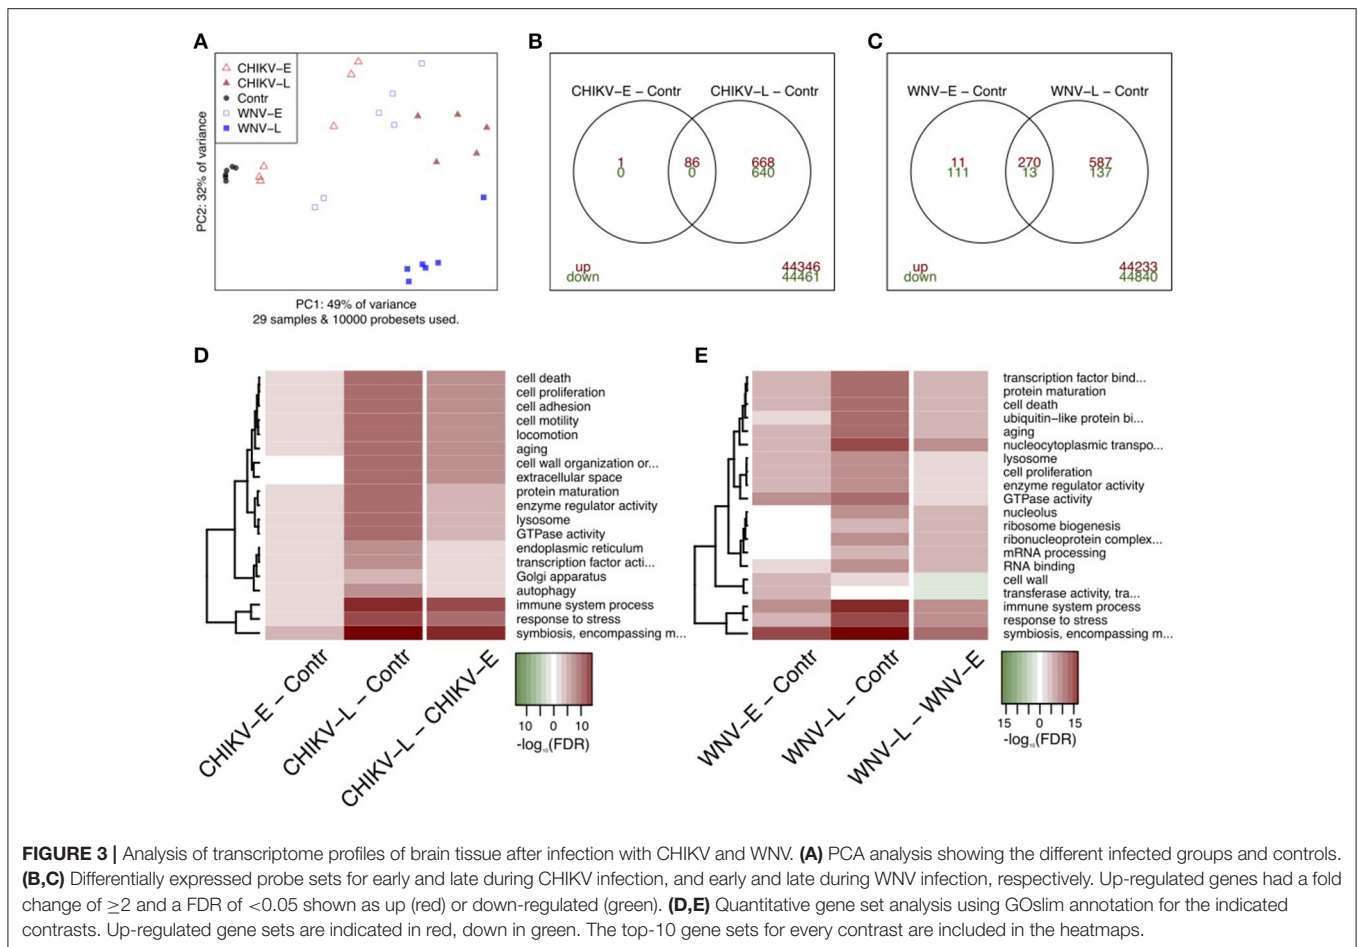 A
CHIKV–E
CHIKV–L
Contr
WNV–E
WNV–L
PC2: 32% of variance
PC1: 49% of variance
29 samples & 10000 probesets used.
B
CHIKV–E – Contr
CHIKV–L – Contr
1
86
668
0
0
640
up
44346
down
44461
C
WNV–E – Contr
WNV–L – Contr
11
270
587
111
13
137
up
44233
down
44840
D
cell death
cell proliferation
cell adhesion
cell motility
locomotion
aging
cell wall organization or...
extracellular space
protein maturation
enzyme regulator activity
lysosome
GTPase activity
endoplasmic reticulum
transcription factor acti...
Golgi apparatus
autophagy
immune system process
response to stress
symbiosis, encompassing m...
CHIKV–E – Contr
CHIKV–L – Contr
CHIKV–L – CHIKV–E
10 0 10
-log₁₀(FDR)
E
transcription factor bind...
protein maturation
cell death
ubiquitin–like protein bi...
aging
nucleocytoplasmic transpo...
lysosome
cell proliferation
enzyme regulator activity
GTPase activity
nucleolus
ribosome biogenesis
ribonucleoprotein complex...
mRNA processing
RNA binding
cell wall
transferase activity, tra...
immune system process
response to stress
symbiosis, encompassing m...
WNV–E – Contr
WNV–L – Contr
WNV–L – WNV–E
15 0 15
-log₁₀(FDR)
FIGURE 3 | Analysis of transcriptome profiles of brain tissue after infection with CHIKV and WNV. (A) PCA analysis showing the different infected groups and controls.
(B,C) Differentially expressed probe sets for early and late during CHIKV infection, and early and late during WNV infection, respectively. Up-regulated genes had a fold
change of ≥2 and a FDR of <0.05 shown as up (red) or down-regulated (green). (D,E) Quantitative gene set analysis using GOslim annotation for the indicated
contrasts. Up-regulated gene sets are indicated in red, down in green. The top-10 gene sets for every contrast are included in the heatmaps.